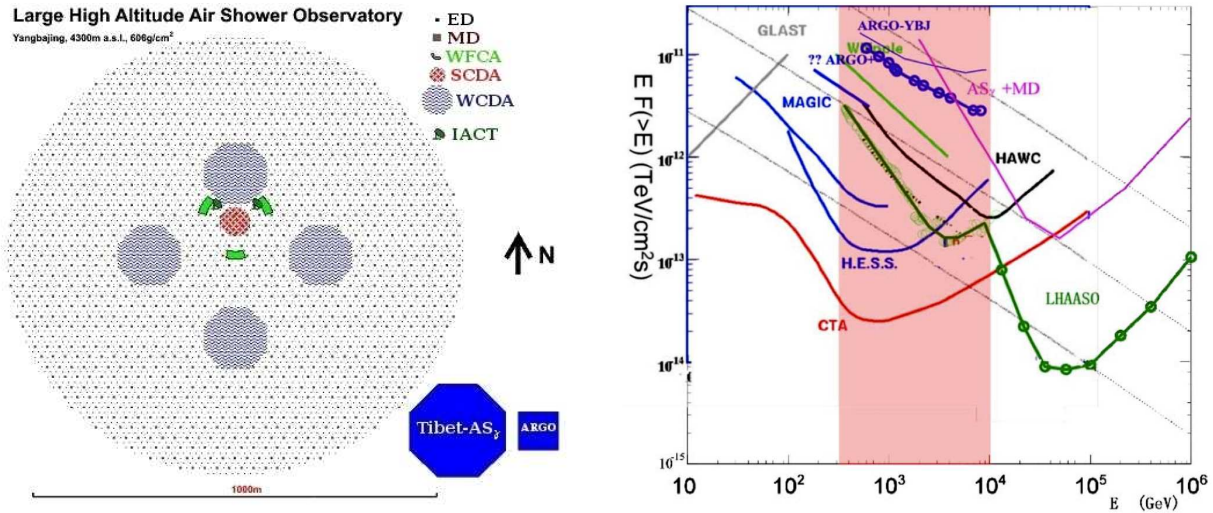 Large High Altitude Air Shower Observatory
Yangbajing, 4300m a.s.l., 606g/cm²
ED
MD
WFCA
SCDA
WCDA
IACT
N
Tibet-ASγ
ARGO
1000m
E F(>E) (TeV/cm²s)
10⁻¹¹
10⁻¹²
10⁻¹³
10⁻¹⁴
10⁻¹⁵
GLAST
ARGO-YBJ
Whipple
?? ARGO+
MAGIC
ASγ +MD
HAWC
H.E.S.S.
LHAASO
CTA
10
10²
10³
10⁴
10⁵
10⁶
E (GeV)